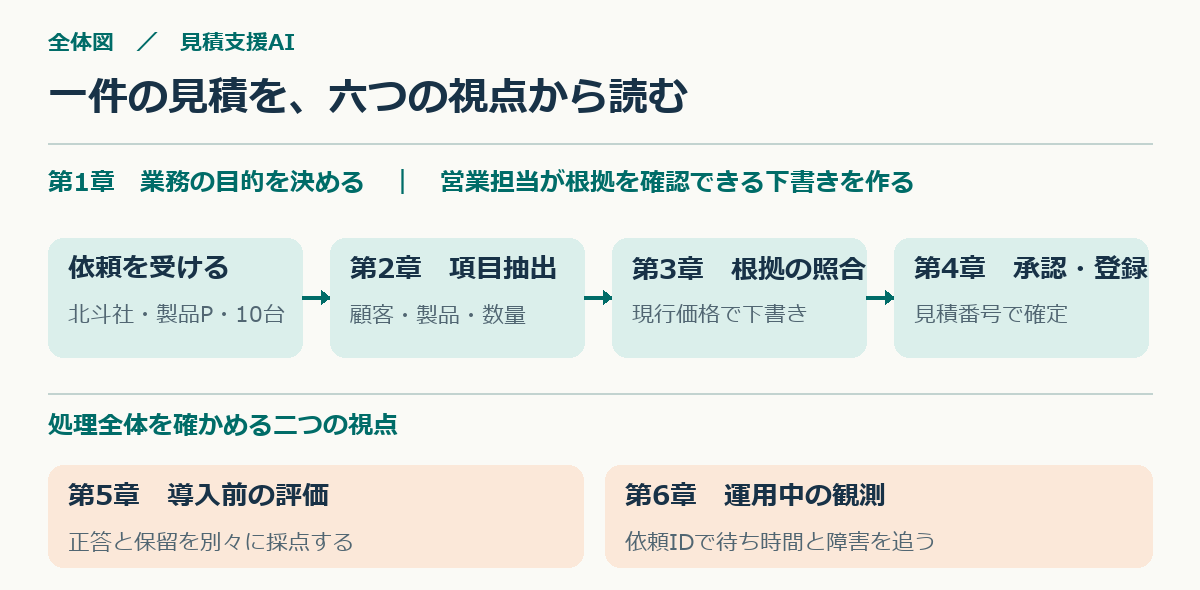 全体図　／　見積支援AI
一件の見積を、六つの視点から読む
第1章　業務の目的を決める　｜　営業担当が根拠を確認できる下書きを作る
依頼を受ける
北斗社・製品P・10台
第2章　項目抽出
顧客・製品・数量
第3章　根拠の照合
現行価格で下書き
第4章　承認・登録
見積番号で確定
処理全体を確かめる二つの視点
第5章　導入前の評価
正答と保留を別々に採点する
第6章　運用中の観測
依頼IDで待ち時間と障害を追う